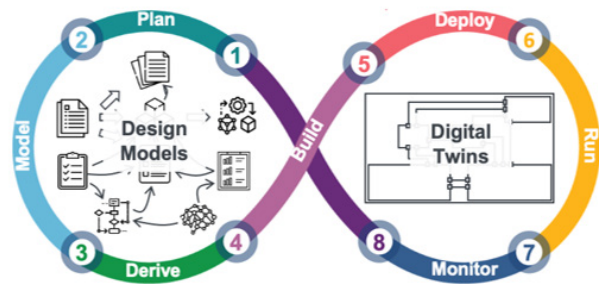 Plan
2
1
Model
Design
Models
3
Derive
4
Build
5
Deploy
6
Run
Digital
Twins
7
Monitor
8